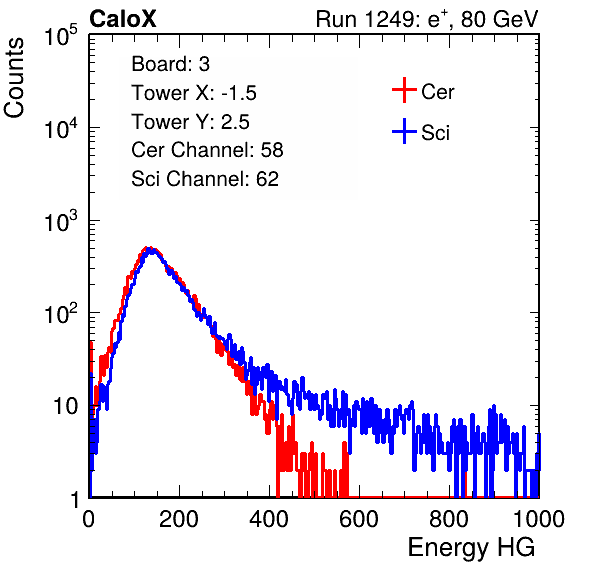 CaloX Run 1249: e+, 80 GeV
Counts
Board: 3
Tower X: -1.5
Tower Y: 2.5
Cer Channel: 58
Sci Channel: 62
Cer
Sci
10^5
10^4
10^3
10^2
10
1
0 200 400 600 800 1000
Energy HG